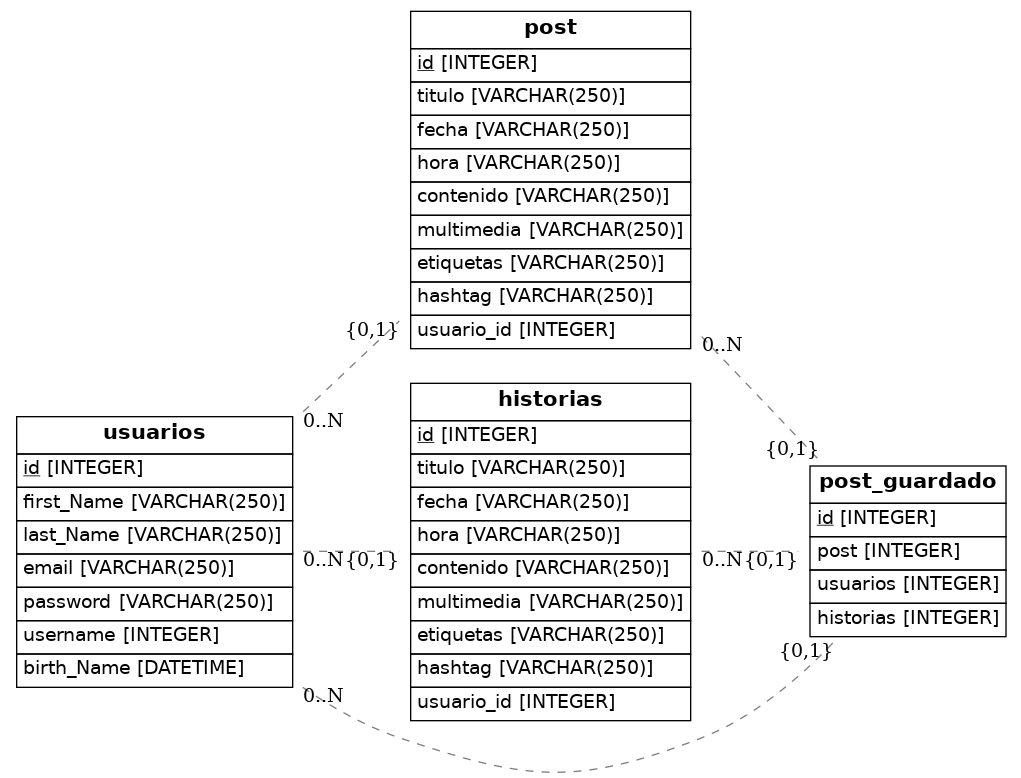 post
id [INTEGER]
titulo [VARCHAR(250)]
fecha [VARCHAR(250)]
hora [VARCHAR(250)]
contenido [VARCHAR(250)]
multimedia [VARCHAR(250)]
etiquetas [VARCHAR(250)]
hashtag [VARCHAR(250)]
usuario_id [INTEGER]
{0,1}
0..N
0..N
{0,1}
usuarios
id [INTEGER]
first_Name [VARCHAR(250)]
last_Name [VARCHAR(250)]
email [VARCHAR(250)]
password [VARCHAR(250)]
username [INTEGER]
birth_Name [DATETIME]
0..N
{0,1}
historias
id [INTEGER]
titulo [VARCHAR(250)]
fecha [VARCHAR(250)]
hora [VARCHAR(250)]
contenido [VARCHAR(250)]
multimedia [VARCHAR(250)]
etiquetas [VARCHAR(250)]
hashtag [VARCHAR(250)]
usuario_id [INTEGER]
0..N
{0,1}
post_guardado
id [INTEGER]
post [INTEGER]
usuarios [INTEGER]
historias [INTEGER]
{0,1}
0..N